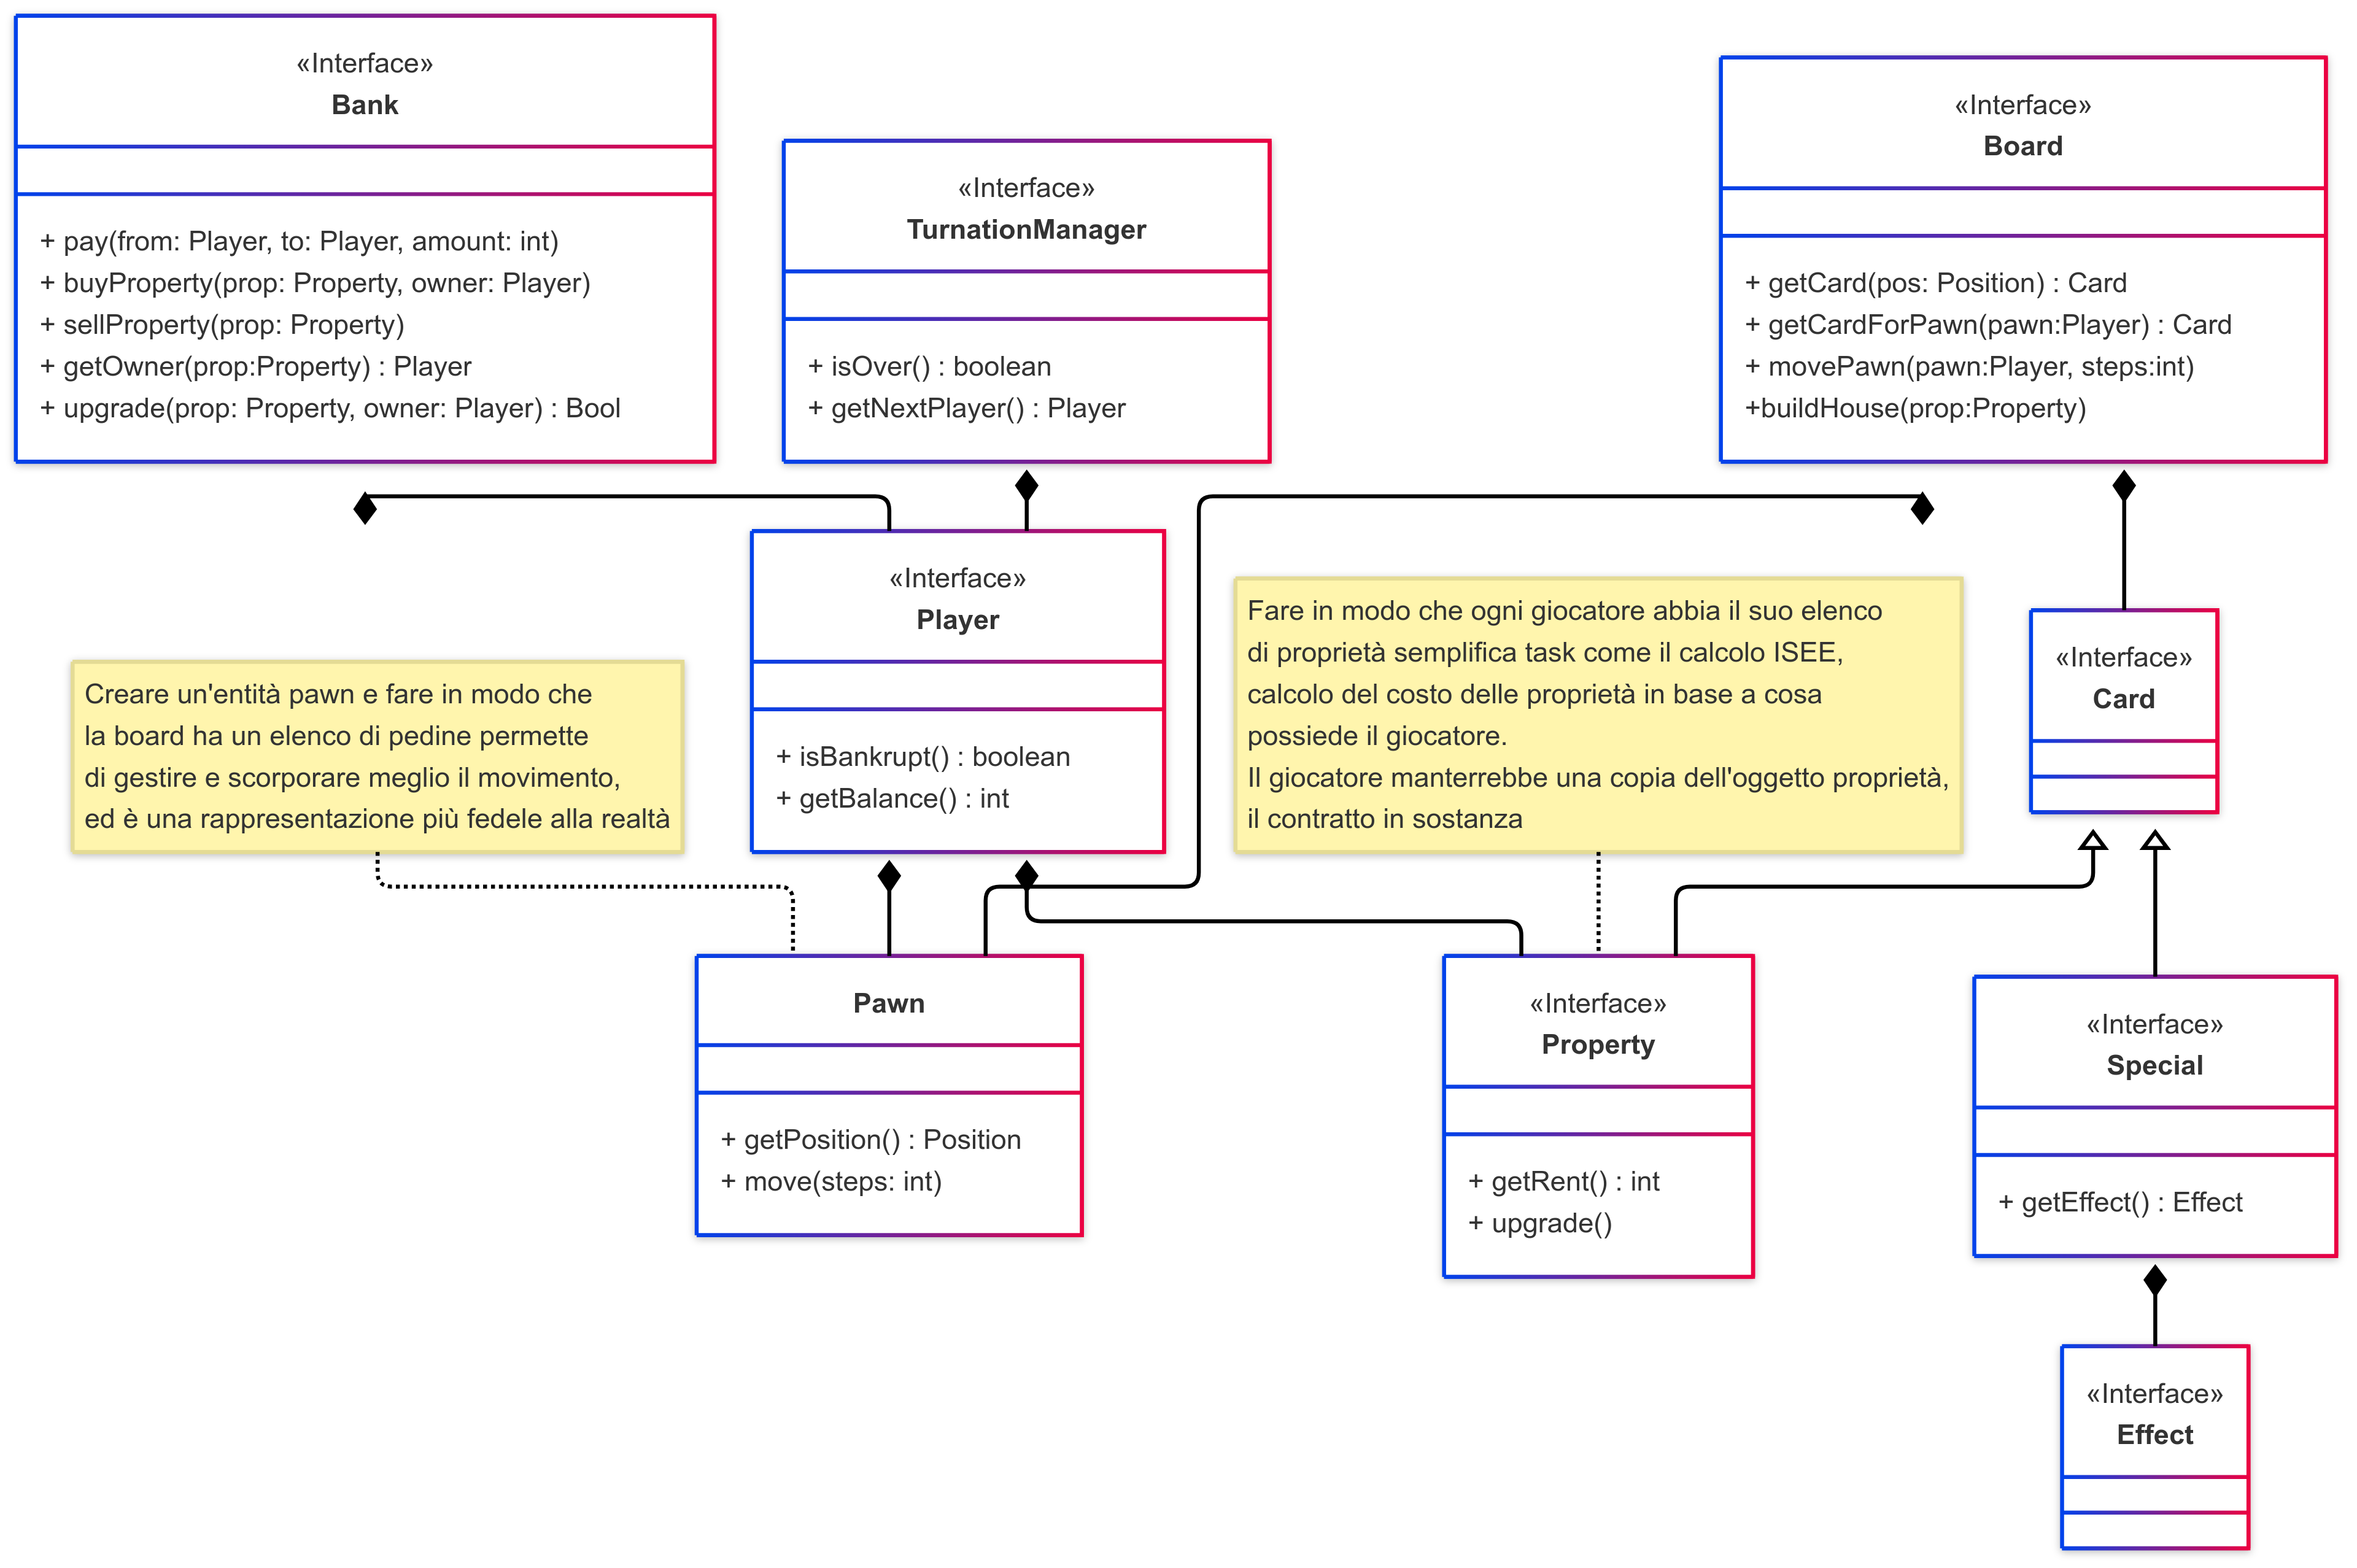 «Interface»
Bank
+ pay(from: Player, to: Player, amount: int)
+ buyProperty(prop: Property, owner: Player)
+ sellProperty(prop: Property)
+ getOwner(prop:Property) : Player
+ upgrade(prop: Property, owner: Player) : Bool
«Interface»
TurnationManager
+ isOver() : boolean
+ getNextPlayer() : Player
«Interface»
Board
+ getCard(pos: Position) : Card
+ getCardForPawn(pawn:Player) : Card
+ movePawn(pawn:Player, steps:int)
+buildHouse(prop:Property)
Creare un'entità pawn e fare in modo che
la board ha un elenco di pedine permette
di gestire e scorporare meglio il movimento,
ed è una rappresentazione più fedele alla realtà
«Interface»
Player
+ isBankrupt() : boolean
+ getBalance() : int
Fare in modo che ogni giocatore abbia il suo elenco
di proprietà semplifica task come il calcolo ISEE,
calcolo del costo delle proprietà in base a cosa
possiede il giocatore.
Il giocatore manterrebbe una copia dell'oggetto proprietà,
il contratto in sostanza
«Interface»
Card
Pawn
+ getPosition() : Position
+ move(steps: int)
«Interface»
Property
+ getRent() : int
+ upgrade()
«Interface»
Special
+ getEffect() : Effect
«Interface»
Effect